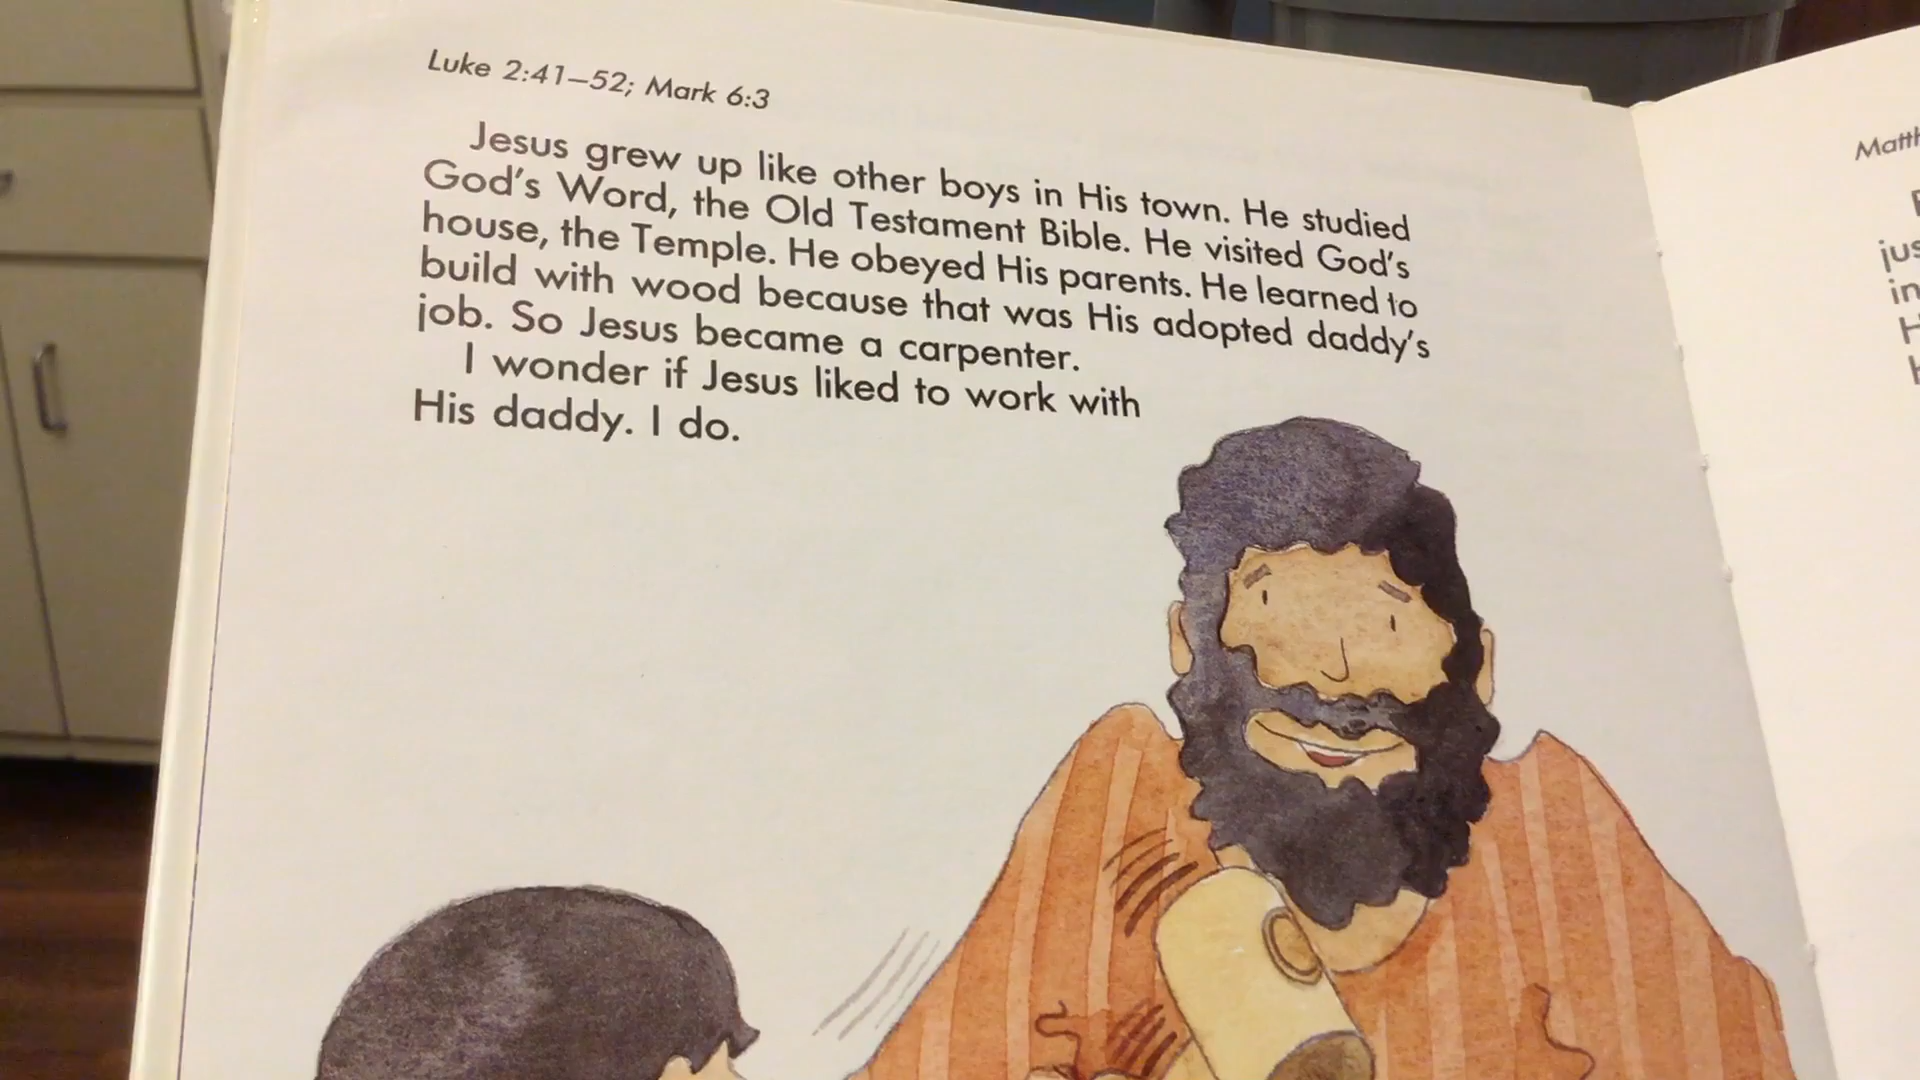 Luke 2:41–52; Mark 6:3
Jesus grew up like other boys in His town. He studied
God's Word, the Old Testament Bible. He visited God's
house, the Temple. He obeyed His parents. He learned to
build with wood because that was His adopted daddy's
job. So Jesus became a carpenter.
I wonder if Jesus liked to work with
His daddy. I do.